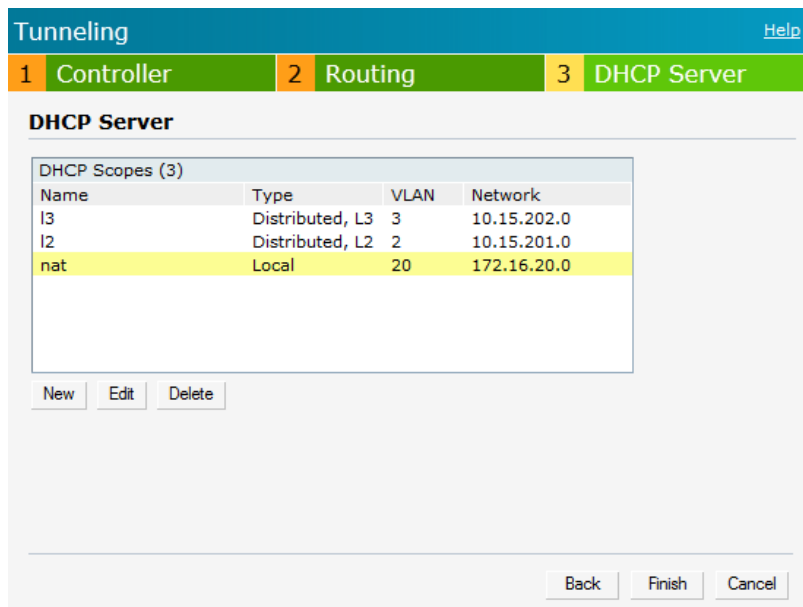 Tunneling Help
1 Controller 2 Routing 3 DHCP Server
DHCP Server
DHCP Scopes (3)
Name Type VLAN Network
l3 Distributed, L3 3 10.15.202.0
l2 Distributed, L2 2 10.15.201.0
nat Local 20 172.16.20.0
New Edit Delete
Back Finish Cancel